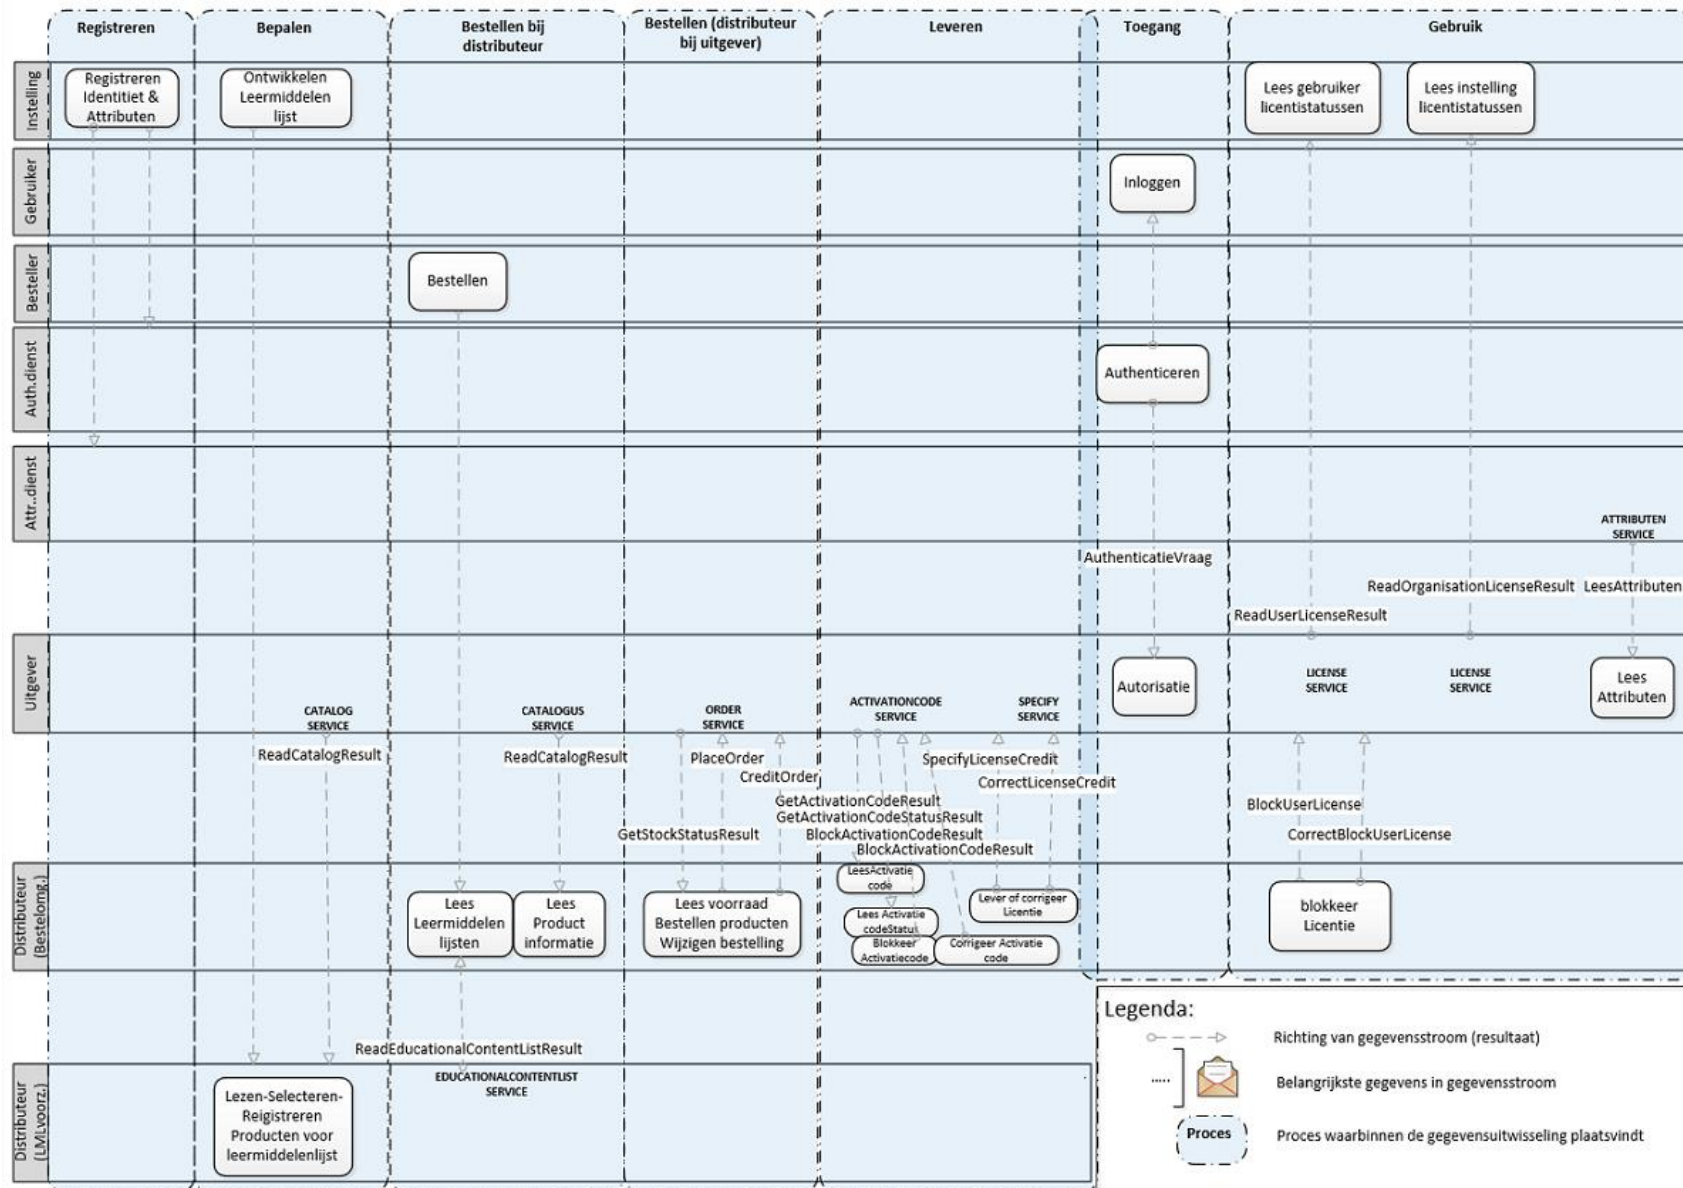 Registreren
Bepalen
Bestellen bij
distributeur
Bestellen (distributeur
bij uitgever)
Leveren
Toegang
Gebruik
Instelling
Registreren
Identitiet &
Attributen
Ontwikkelen
Leermiddelen
lijst
Lees gebruiker
licentistatussen
Lees instelling
licentistatussen
Gebruiker
Inloggen
Besteller
Bestellen
Auth.dienst
Authenticeren
Attr..dienst
ATTRIBUTEN
SERVICE
AuthenticatieVraag
ReadOrganisationLicenseResult
LeesAttributen
ReadUserLicenseResult
Uitgever
Autorisatie
LICENSE
SERVICE
LICENSE
SERVICE
Lees
Attributen
CATALOG
SERVICE
CATALOGUS
SERVICE
ORDER
SERVICE
ACTIVATIONCODE
SERVICE
SPECIFY
SERVICE
ReadCatalogResult
ReadCatalogResult
PlaceOrder
CreditOrder
SpecifyLicenseCredit
CorrectLicenseCredit
GetActivationCodeResult
GetActivationCodeStatusResult
GetStockStatusResult
BlockActivationCodeResult
BlockActivationCodeResult
BlockUserLicense
CorrectBlockUserLicense
Distributeur
(Bestelomg.)
Lees
Leermiddelen
lijsten
Lees
Product
informatie
Lees voorraad
Bestellen producten
Wijzigen bestelling
LeesActivatie
code
Lees Activatie
codeStatus
Blokkeer
Activatiecode
Corrigeer Activatie
code
Lever of corrigeer
Licentie
blokkeer
Licentie
ReadEducationalContentListResult
EDUCATIONALCONTENTLIST
SERVICE
Distributeur
(LMLvoorz.)
Lezen-Selecteren-
Reigistreren
Producten voor
leermiddelenlijst
Legenda:
Richting van gegevensstroom (resultaat)
.....
Belangrijkste gegevens in gegevensstroom
Proces
Proces waarbinnen de gegevensuitwisseling plaatsvindt